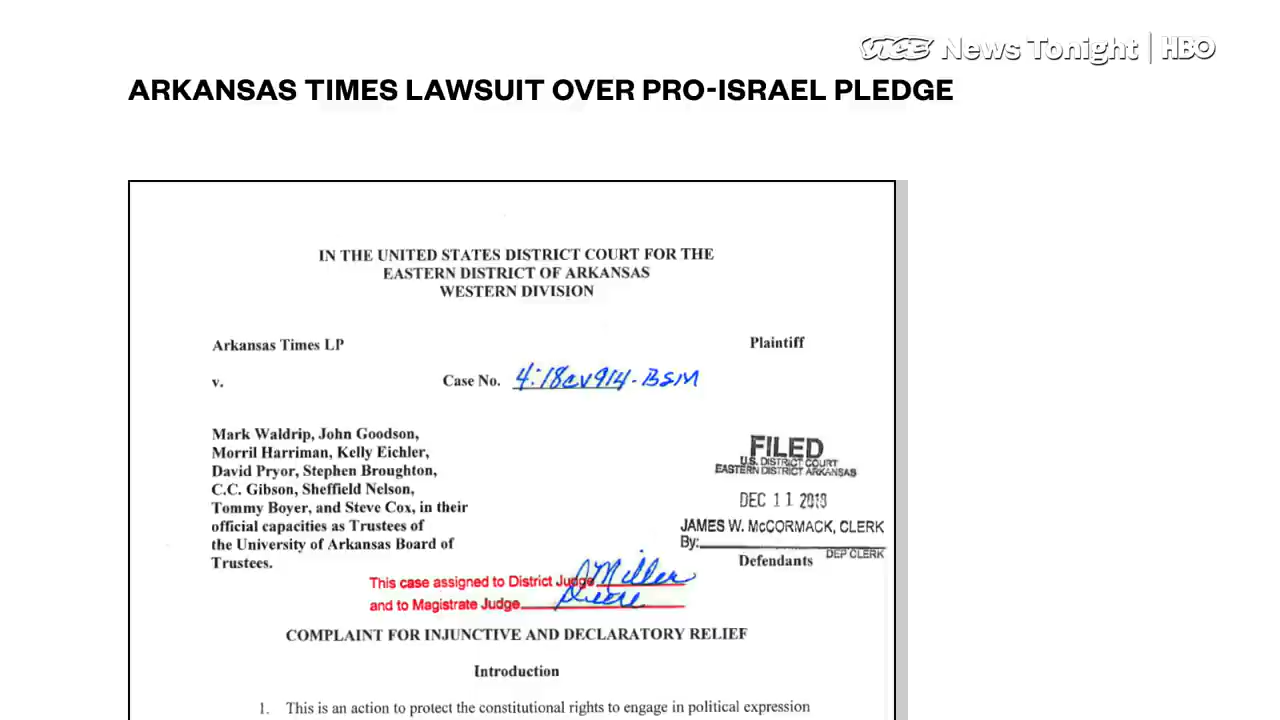 VICE News Tonight | HBO
ARKANSAS TIMES LAWSUIT OVER PRO-ISRAEL PLEDGE
IN THE UNITED STATES DISTRICT COURT FOR THE
EASTERN DISTRICT OF ARKANSAS
WESTERN DIVISION
Arkansas Times LP
Plaintiff
v.
Case No. 4:18cv914-BSM
Mark Waldrip, John Goodson,
Morril Harriman, Kelly Eichler,
David Pryor, Stephen Broughton,
C.C. Gibson, Sheffield Nelson,
Tommy Boyer, and Steve Cox, in their
official capacities as Trustees of
the University of Arkansas Board of
Trustees.
FILED
U.S. DISTRICT COURT
EASTERN DISTRICT ARKANSAS
DEC 11 2018
JAMES W. McCORMACK, CLERK
By:
DEP CLERK
Defendants
This case assigned to District Judge Miller
and to Magistrate Judge
COMPLAINT FOR INJUNCTIVE AND DECLARATORY RELIEF
Introduction
1. This is an action to protect the constitutional rights to engage in political expression